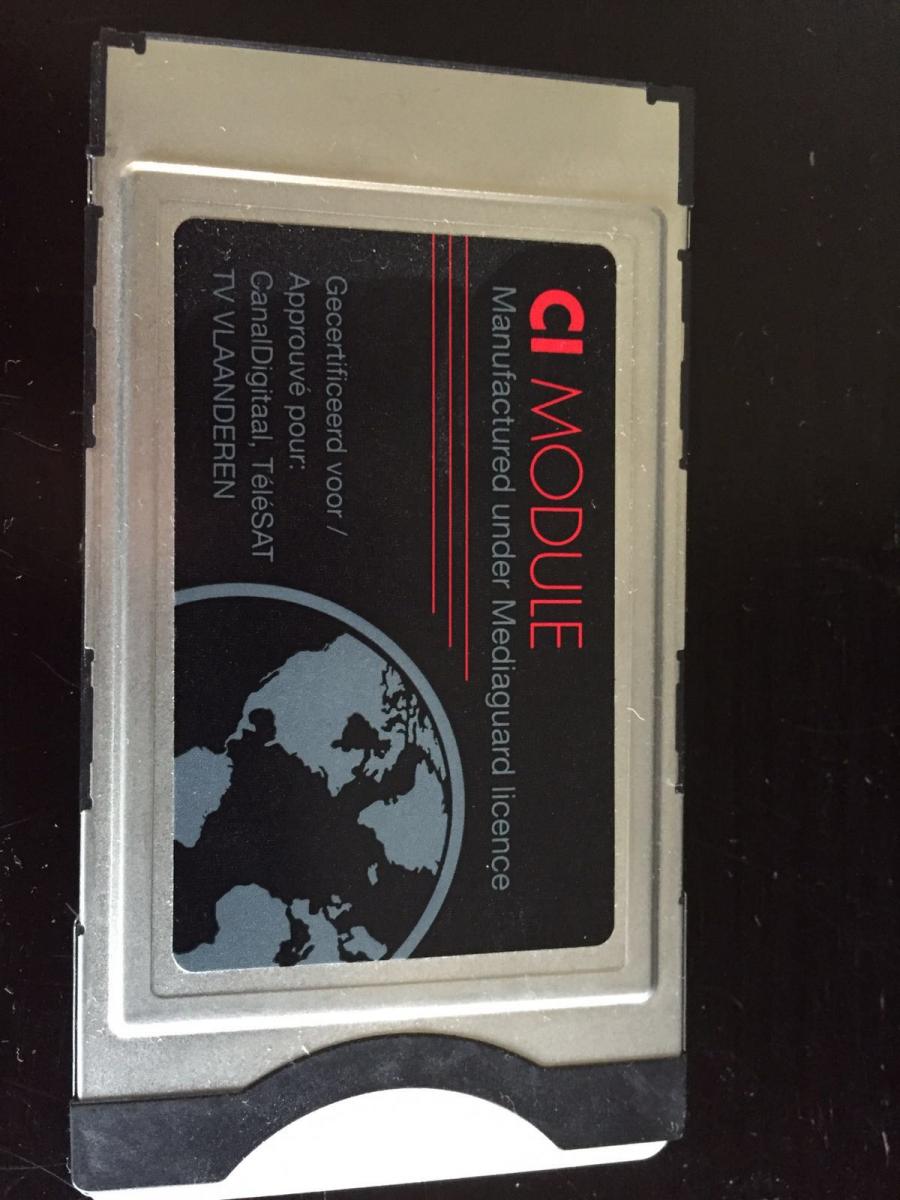 CI MODULE
Manufactured under Mediaguard licence
Gecertificeerd voor /
Approuvé pour:
CanalDigitaal, TéléSAT
TV VLAANDEREN